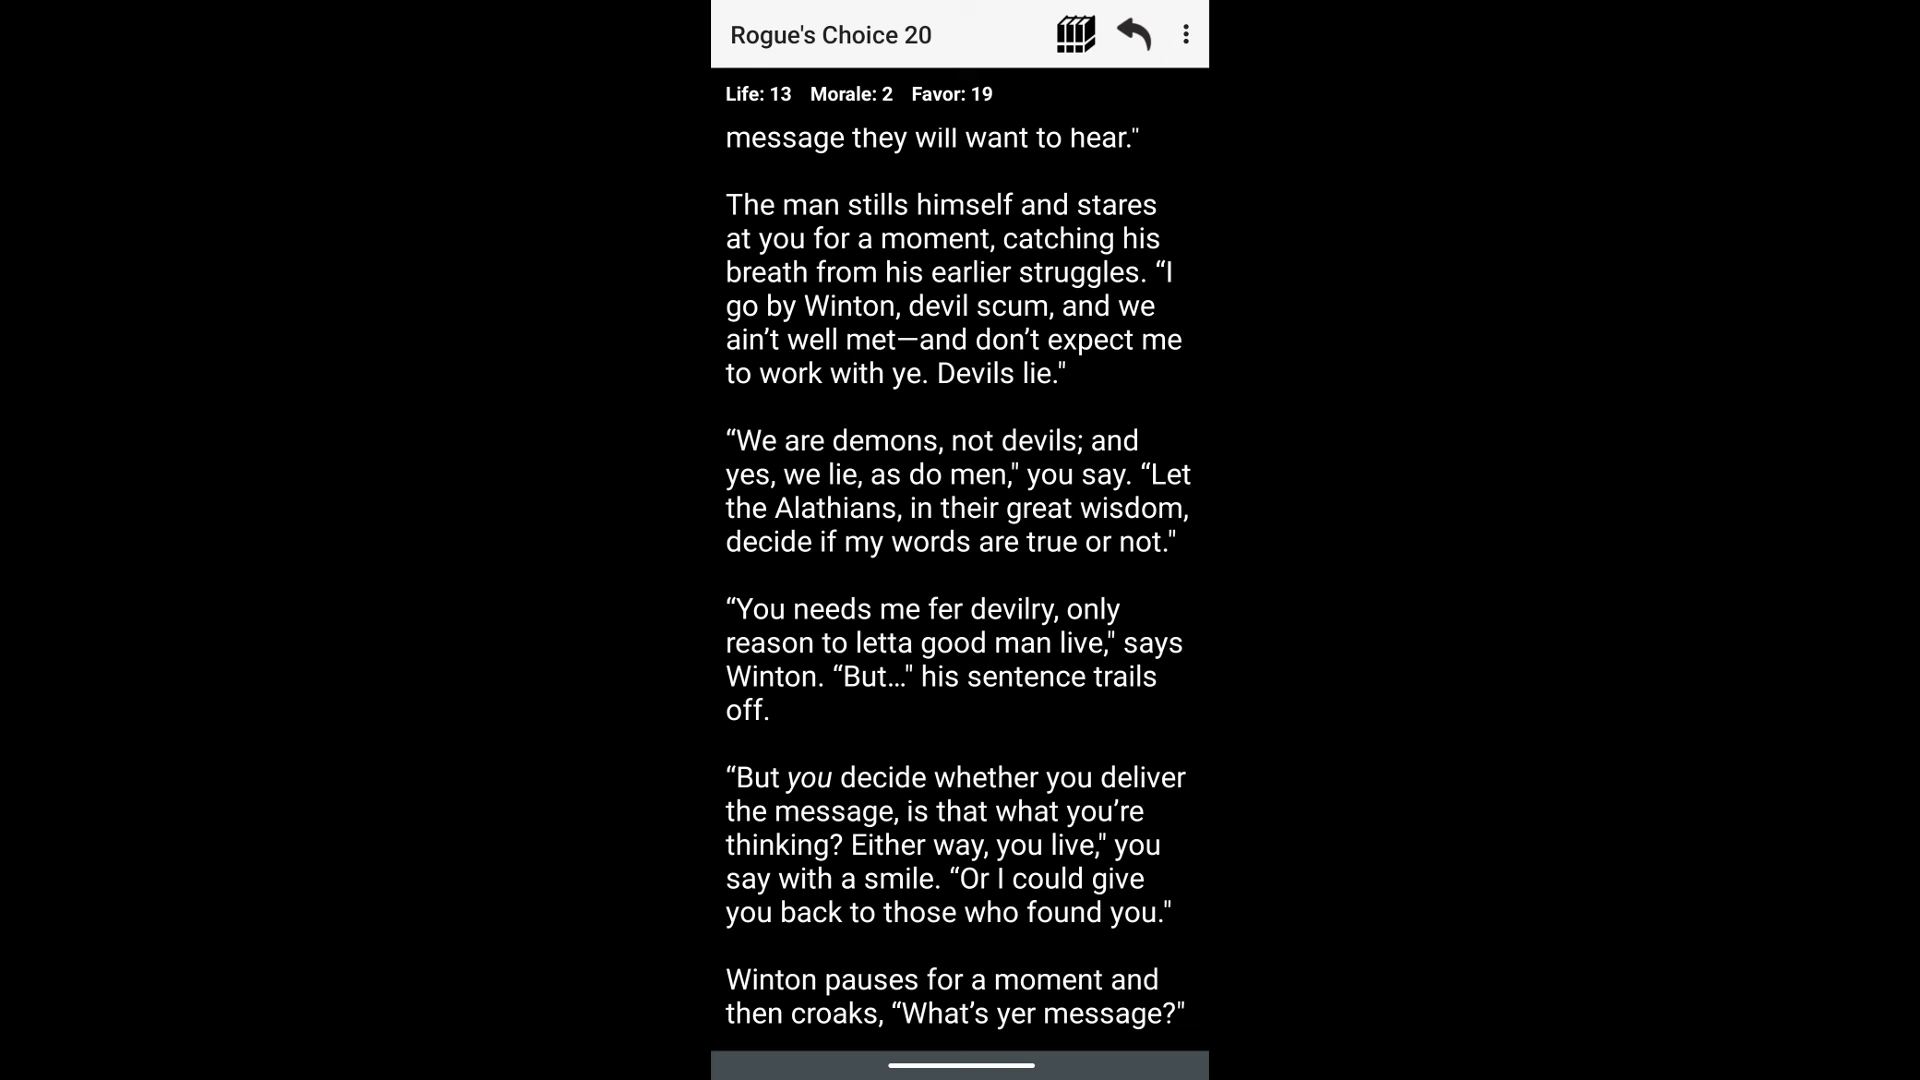 Rogue's Choice 20
Life: 13 Morale: 2 Favor: 19
message they will want to hear."
The man stills himself and stares
at you for a moment, catching his
breath from his earlier struggles. “I
go by Winton, devil scum, and we
ain’t well met—and don’t expect me
to work with ye. Devils lie."
“We are demons, not devils; and
yes, we lie, as do men," you say. “Let
the Alathians, in their great wisdom,
decide if my words are true or not."
“You needs me fer devilry, only
reason to letta good man live," says
Winton. “But…" his sentence trails
off.
“But you decide whether you deliver
the message, is that what you’re
thinking? Either way, you live," you
say with a smile. “Or I could give
you back to those who found you."
Winton pauses for a moment and
then croaks, “What’s yer message?"